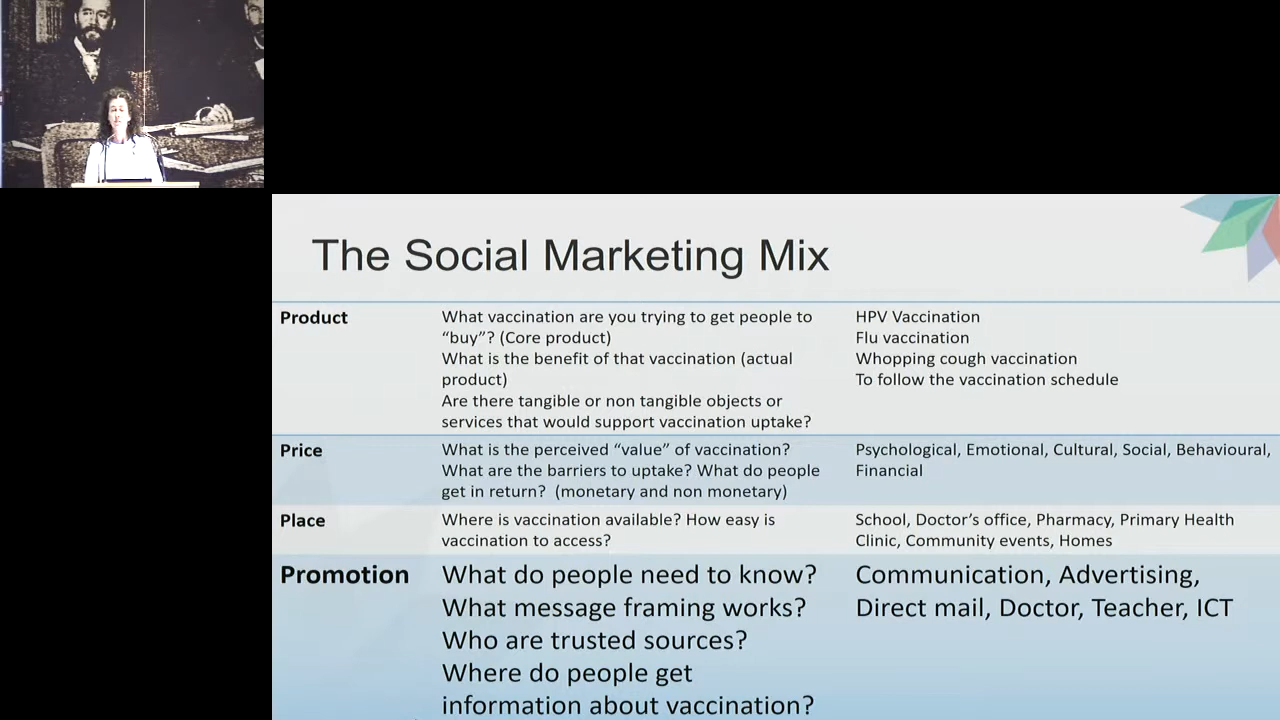 The Social Marketing Mix
Product
What vaccination are you trying to get people to
“buy”? (Core product)
What is the benefit of that vaccination (actual
product)
Are there tangible or non tangible objects or
services that would support vaccination uptake?
HPV Vaccination
Flu vaccination
Whopping cough vaccination
To follow the vaccination schedule
Price
What is the perceived “value” of vaccination?
What are the barriers to uptake? What do people
get in return?  (monetary and non monetary)
Psychological, Emotional, Cultural, Social, Behavioural,
Financial
Place
Where is vaccination available? How easy is
vaccination to access?
School, Doctor’s office, Pharmacy, Primary Health
Clinic, Community events, Homes
Promotion
What do people need to know?
What message framing works?
Who are trusted sources?
Where do people get
information about vaccination?
Communication, Advertising,
Direct mail, Doctor, Teacher, ICT